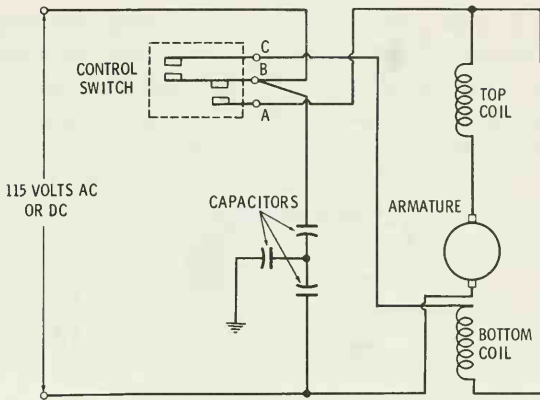 CONTROL
SWITCH
C
B
A
TOP
COIL
115 VOLTS AC
OR DC
CAPACITORS
ARMATURE
BOTTOM
COIL